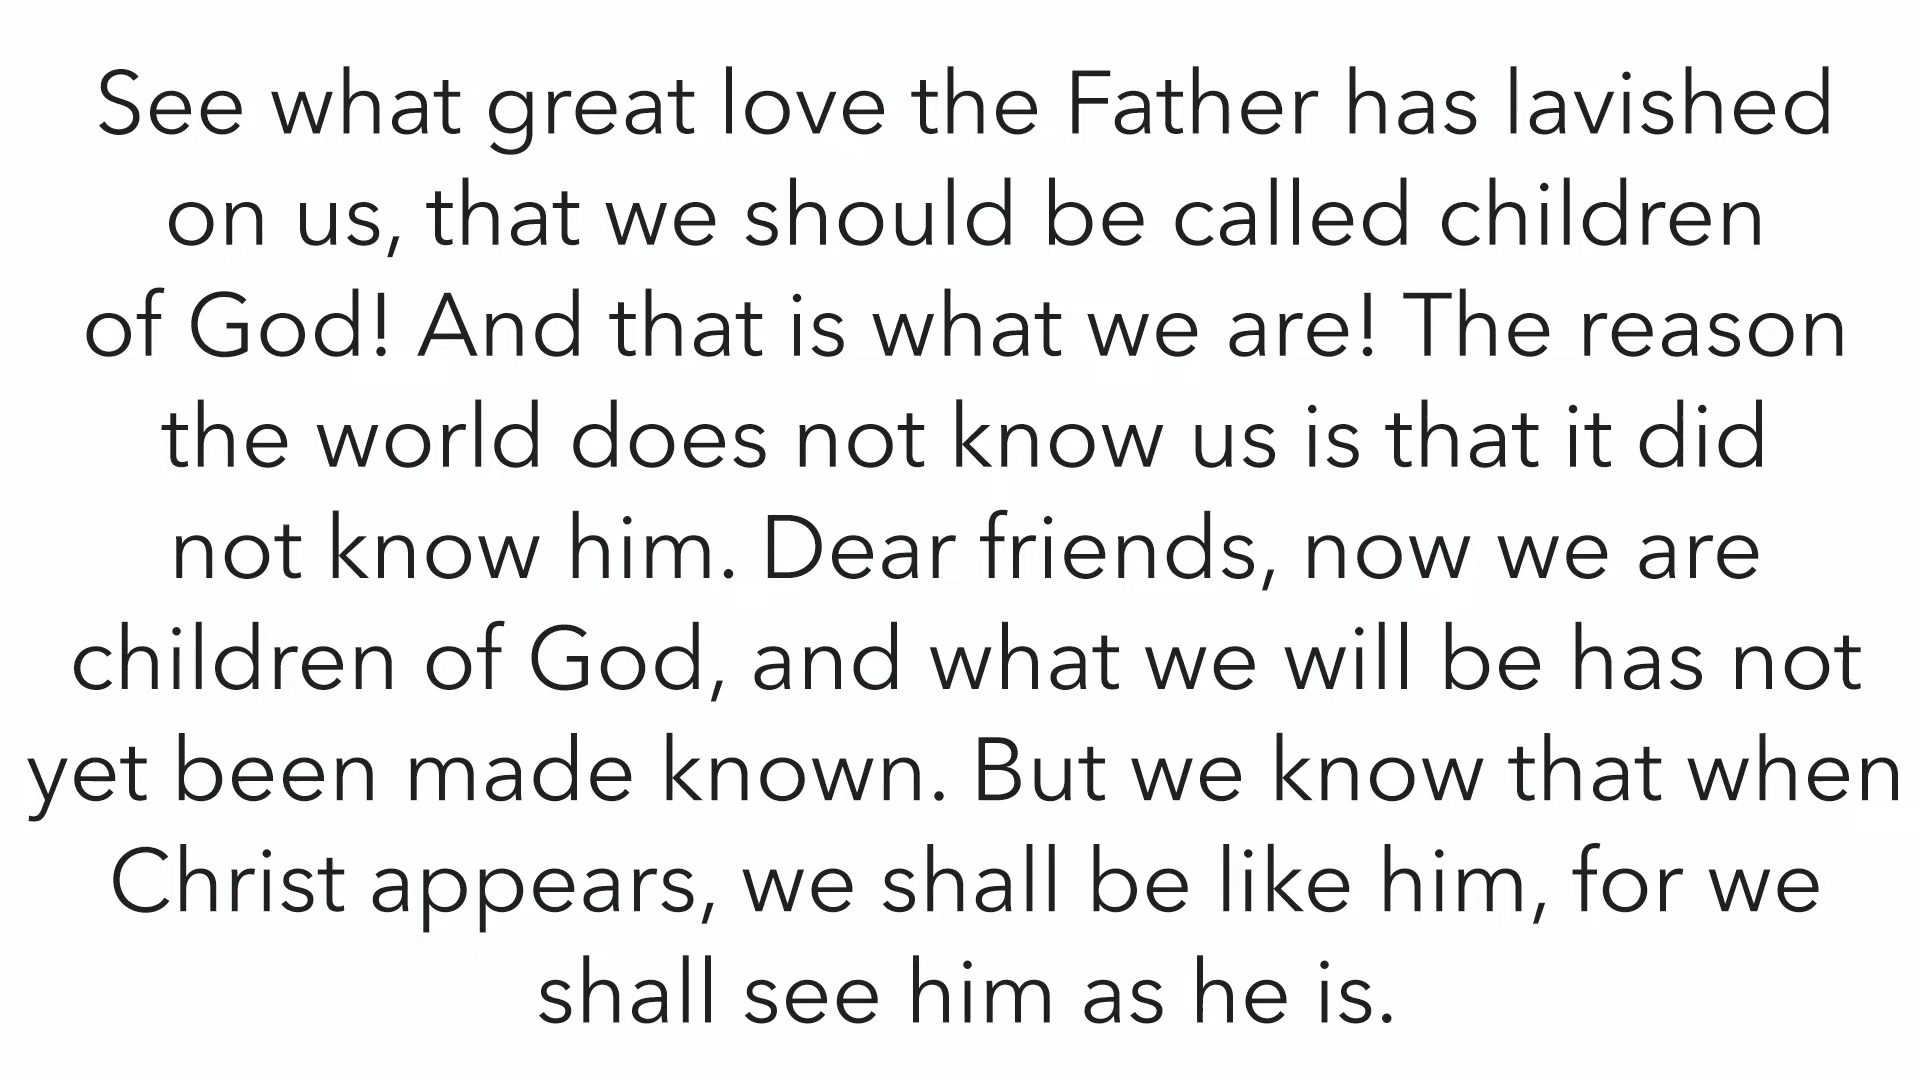 See what great love the Father has lavished
on us, that we should be called children
of God! And that is what we are! The reason
the world does not know us is that it did
not know him. Dear friends, now we are
children of God, and what we will be has not
yet been made known. But we know that when
Christ appears, we shall be like him, for we
shall see him as he is.